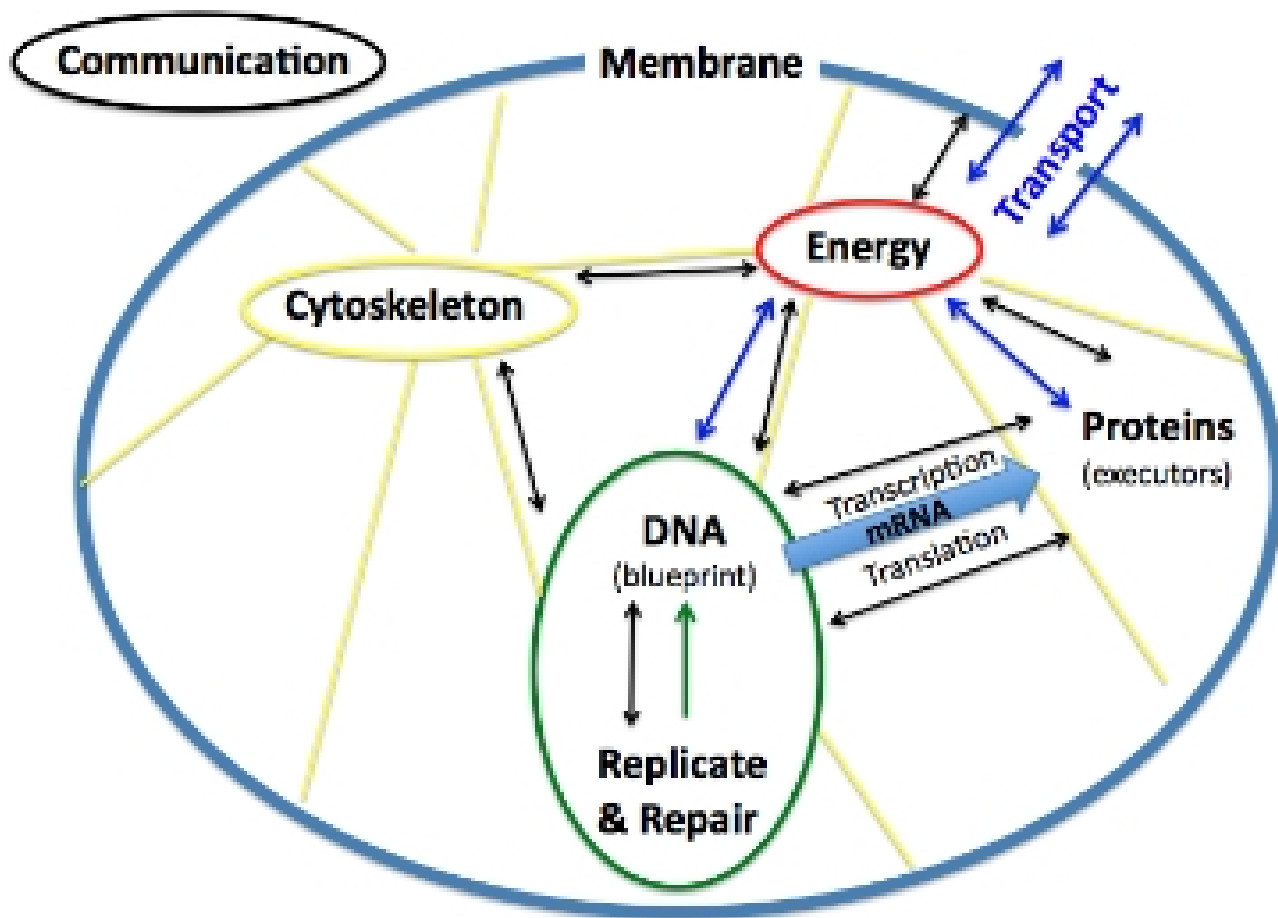 Communication
Membrane
Transport
Energy
Cytoskeleton
Proteins
(executors)
Transcription
mRNA
Translation
DNA
(blueprint)
Replicate
& Repair